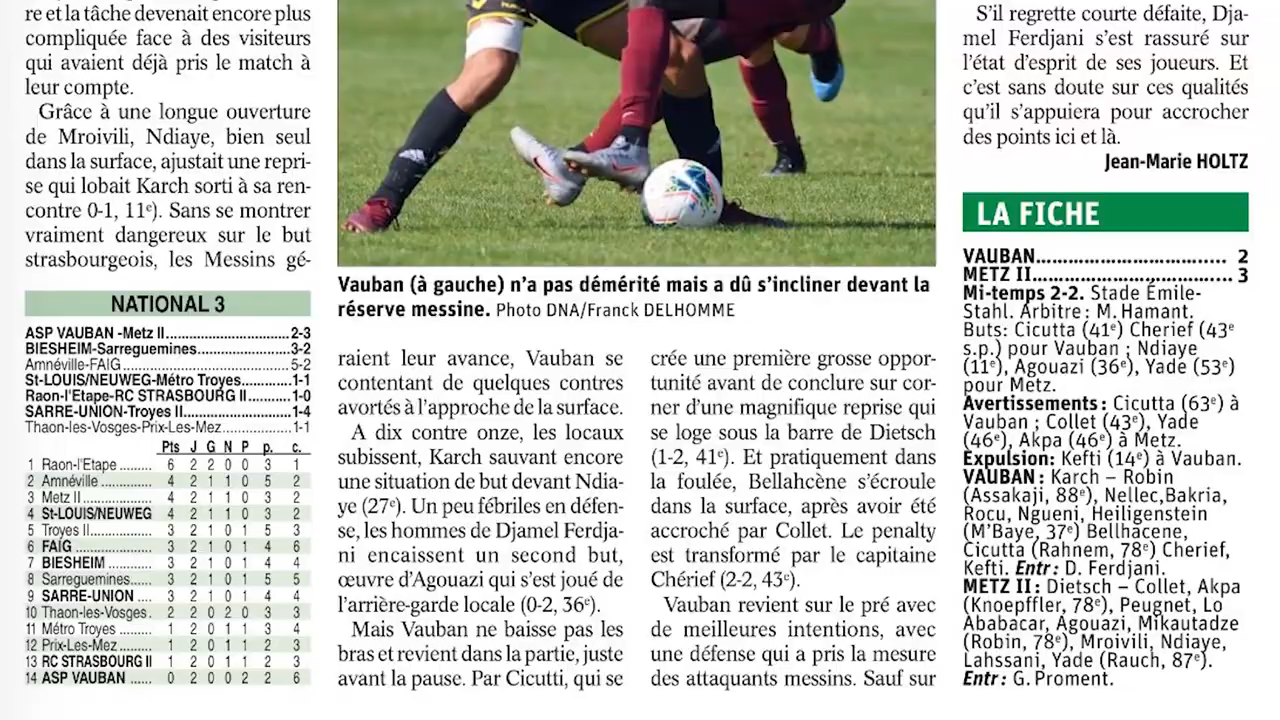 re et la tâche devenait encore plus
compliquée face à des visiteurs
qui avaient déjà pris le match à
leur compte.
Grâce à une longue ouverture
de Mroivili, Ndiaye, bien seul
dans la surface, ajustait une repri-
se qui lobait Karch sorti à sa ren-
contre 0-1, 11e). Sans se montrer
vraiment dangereux sur le but
strasbourgeois, les Messins gé-
NATIONAL 3
ASP VAUBAN -Metz II.......................2-3
BIESHEIM-Sarreguemines.................3-2
Amnéville-FAIG...............................5-2
St-LOUIS/NEUWEG-Métro Troyes............1-1
Raon-l'Etape-RC STRASBOURG II...........1-0
SARRE-UNION-Troyes II....................1-4
Thaon-les-Vosges-Prix-Les-Mez.............1-1
Pts J G N P p. c.
1 Raon-l'Etape ......... 6 2 2 0 0 3 1
2 Amnéville ............. 4 2 1 1 0 5 2
3 Metz II ................ 4 2 1 1 0 3 2
4 St-LOUIS/NEUWEG 4 2 1 1 0 3 2
5 Troyes II............... 3 2 1 0 1 5 3
6 FAIG .................. 3 2 1 0 1 4 6
7 BIESHEIM ............ 3 2 1 0 1 4 4
8 Sarreguemines...... 3 2 1 0 1 5 5
9 SARRE-UNION ..... 3 2 1 0 1 4 4
10 Thaon-les-Vosges. 2 2 0 2 0 3 3
11 Métro Troyes ......... 1 2 0 1 1 3 4
12 Prix-Les-Mez......... 1 2 0 1 1 2 3
13 RC STRASBOURG II 1 2 0 1 1 2 3
14 ASP VAUBAN ...... 0 2 0 0 2 2 6
Vauban (à gauche) n'a pas démérité mais a dû s'incliner devant la
réserve messine. Photo DNA/Franck DELHOMME
raient leur avance, Vauban se
contentant de quelques contres
avortés à l'approche de la surface.
A dix contre onze, les locaux
subissent, Karch sauvant encore
une situation de but devant Ndia-
ye (27e). Un peu fébriles en défen-
se, les hommes de Djamel Ferdja-
ni encaissent un second but,
œuvre d'Agouazi qui s'est joué de
l'arrière-garde locale (0-2, 36e).
Mais Vauban ne baisse pas les
bras et revient dans la partie, juste
avant la pause. Par Cicutti, qui se
crée une première grosse oppor-
tunité avant de conclure sur cor-
ner d'une magnifique reprise qui
se loge sous la barre de Dietsch
(1-2, 41e). Et pratiquement dans
la foulée, Bellahcène s'écroule
dans la surface, après avoir été
accroché par Collet. Le penalty
est transformé par le capitaine
Chérief (2-2, 43e).
Vauban revient sur le pré avec
de meilleures intentions, avec
une défense qui a pris la mesure
des attaquants messins. Sauf sur
S'il regrette courte défaite, Dja-
mel Ferdjani s'est rassuré sur
l'état d'esprit de ses joueurs. Et
c'est sans doute sur ces qualités
qu'il s'appuiera pour accrocher
des points ici et là.
Jean-Marie HOLTZ
LA FICHE
VAUBAN............................... 2
METZ II............................... 3
Mi-temps 2-2. Stade Émile-
Stahl. Arbitre : M. Hamant.
Buts: Cicutta (41e) Cherief (43e
s.p.) pour Vauban ; Ndiaye
(11e), Agouazi (36e), Yade (53e)
pour Metz.
Avertissements : Cicutta (63e) à
Vauban ; Collet (43e), Yade
(46e), Akpa (46e) à Metz.
Expulsion: Kefti (14e) à Vauban.
VAUBAN : Karch – Robin
(Assakaji, 88e), Nellec,Bakria,
Rocu, Ngueni, Heiligenstein
(M'Baye, 37e) Bellhacene,
Cicutta (Rahnem, 78e) Cherief,
Kefti. Entr : D. Ferdjani.
METZ II : Dietsch – Collet, Akpa
(Knoepffler, 78e), Peugnet, Lo
Ababacar, Agouazi, Mikautadze
(Robin, 78e), Mroivili, Ndiaye,
Lahssani, Yade (Rauch, 87e).
Entr : G. Proment.